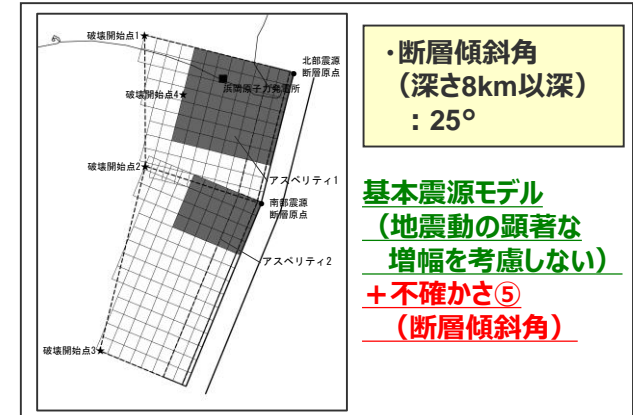 破壊開始点1
北部震源
断層原点
浜岡原子力発電所
破壊開始点4
破壊開始点2
アスペリティ1
南部震源
断層原点
アスペリティ2
破壊開始点3
・断層傾斜角
（深さ8km以深）
：25°
基本震源モデル
（地震動の顕著な
増幅を考慮しない）
＋不確かさ⑤
（断層傾斜角）